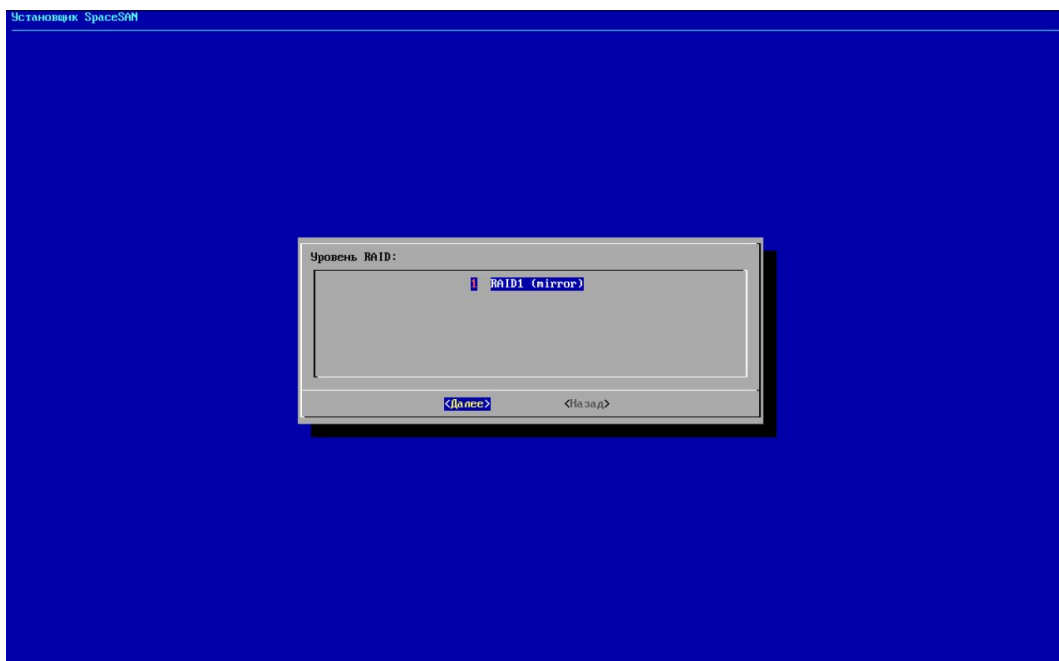 Установщик SpaceSAN
Уровень RAID:
1 RAID1 (mirror)
<Далее> <Назад>